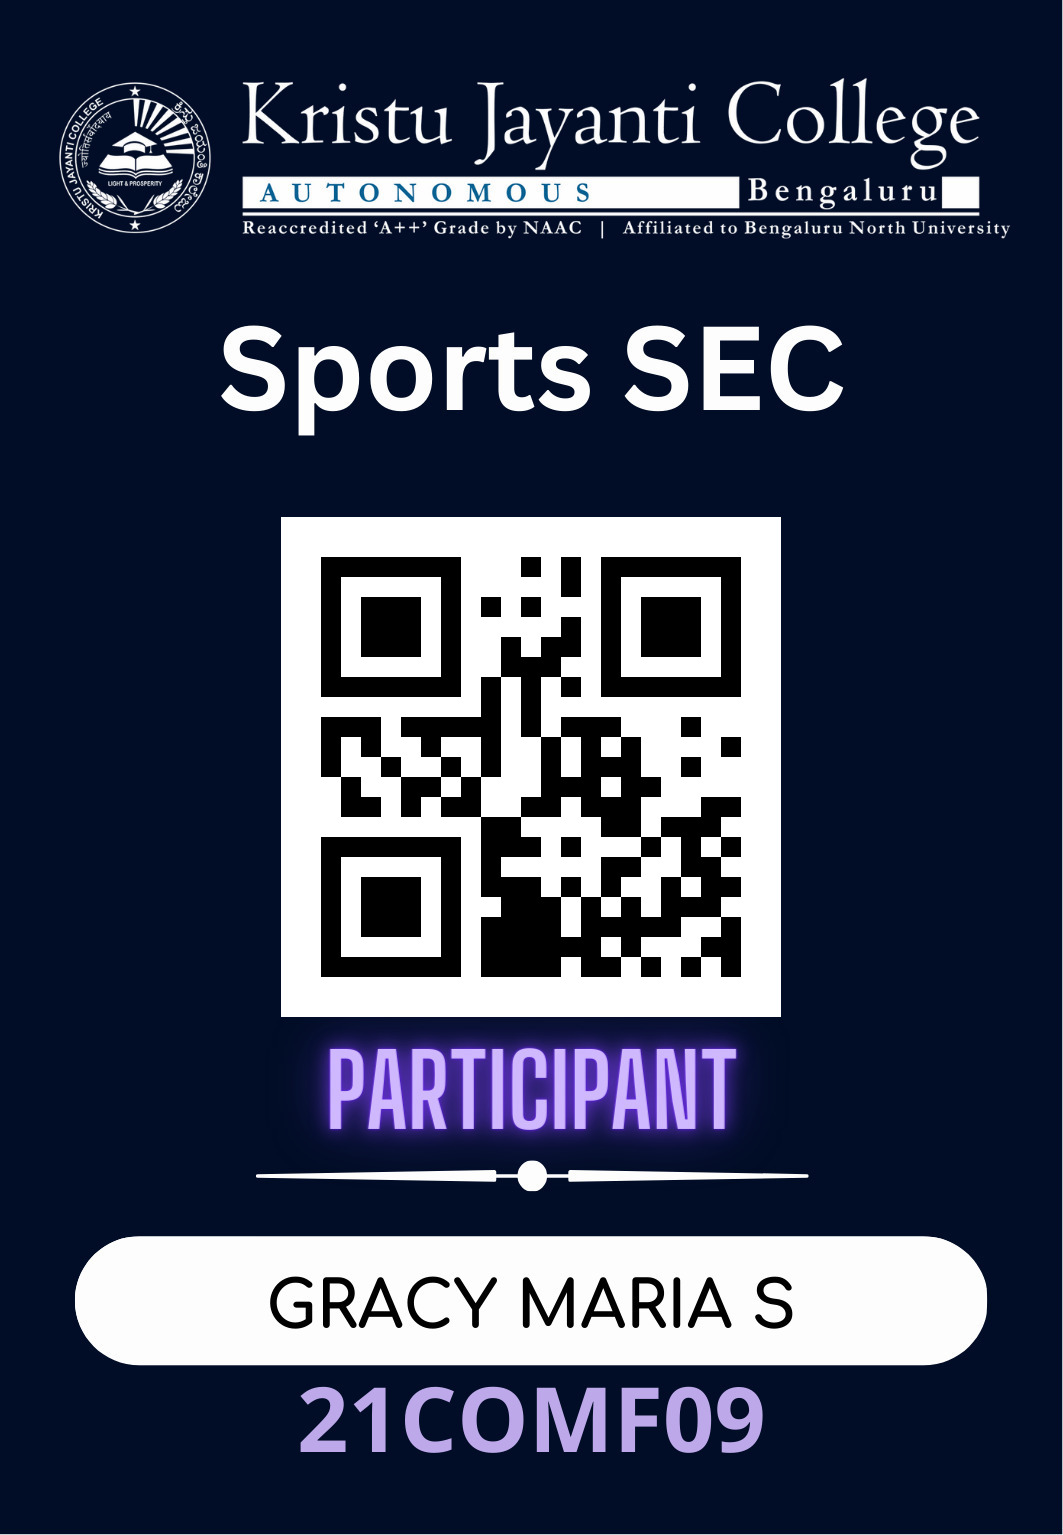 KRISTU JAYANTI COLLEGE
ಕ್ರಿಸ್ತು ಜಯಂತಿ ಕಾಲೇಜು
LIGHT & PROSPERITY
Kristu Jayanti College
AUTONOMOUS Bengaluru
Reaccredited ‘A++’ Grade by NAAC | Affiliated to Bengaluru North University
Sports SEC
PARTICIPANT
GRACY MARIA S
21COMF09